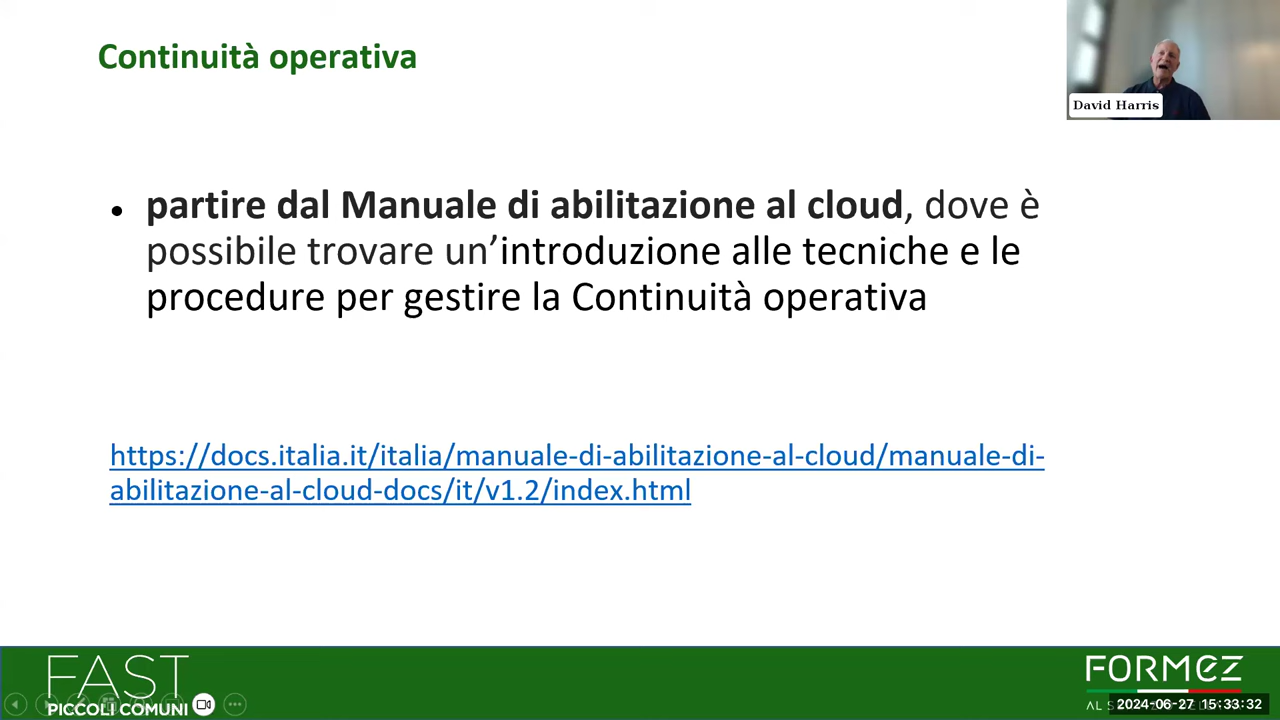 Continuità operativa
David Harris
• partire dal Manuale di abilitazione al cloud, dove è
possibile trovare un’introduzione alle tecniche e le
procedure per gestire la Continuità operativa
https://docs.italia.it/italia/manuale-di-abilitazione-al-cloud/manuale-di-
abilitazione-al-cloud-docs/it/v1.2/index.html
FAST
PICCOLI COMUNI
FORMEZ
2024-06-27 15:33:32